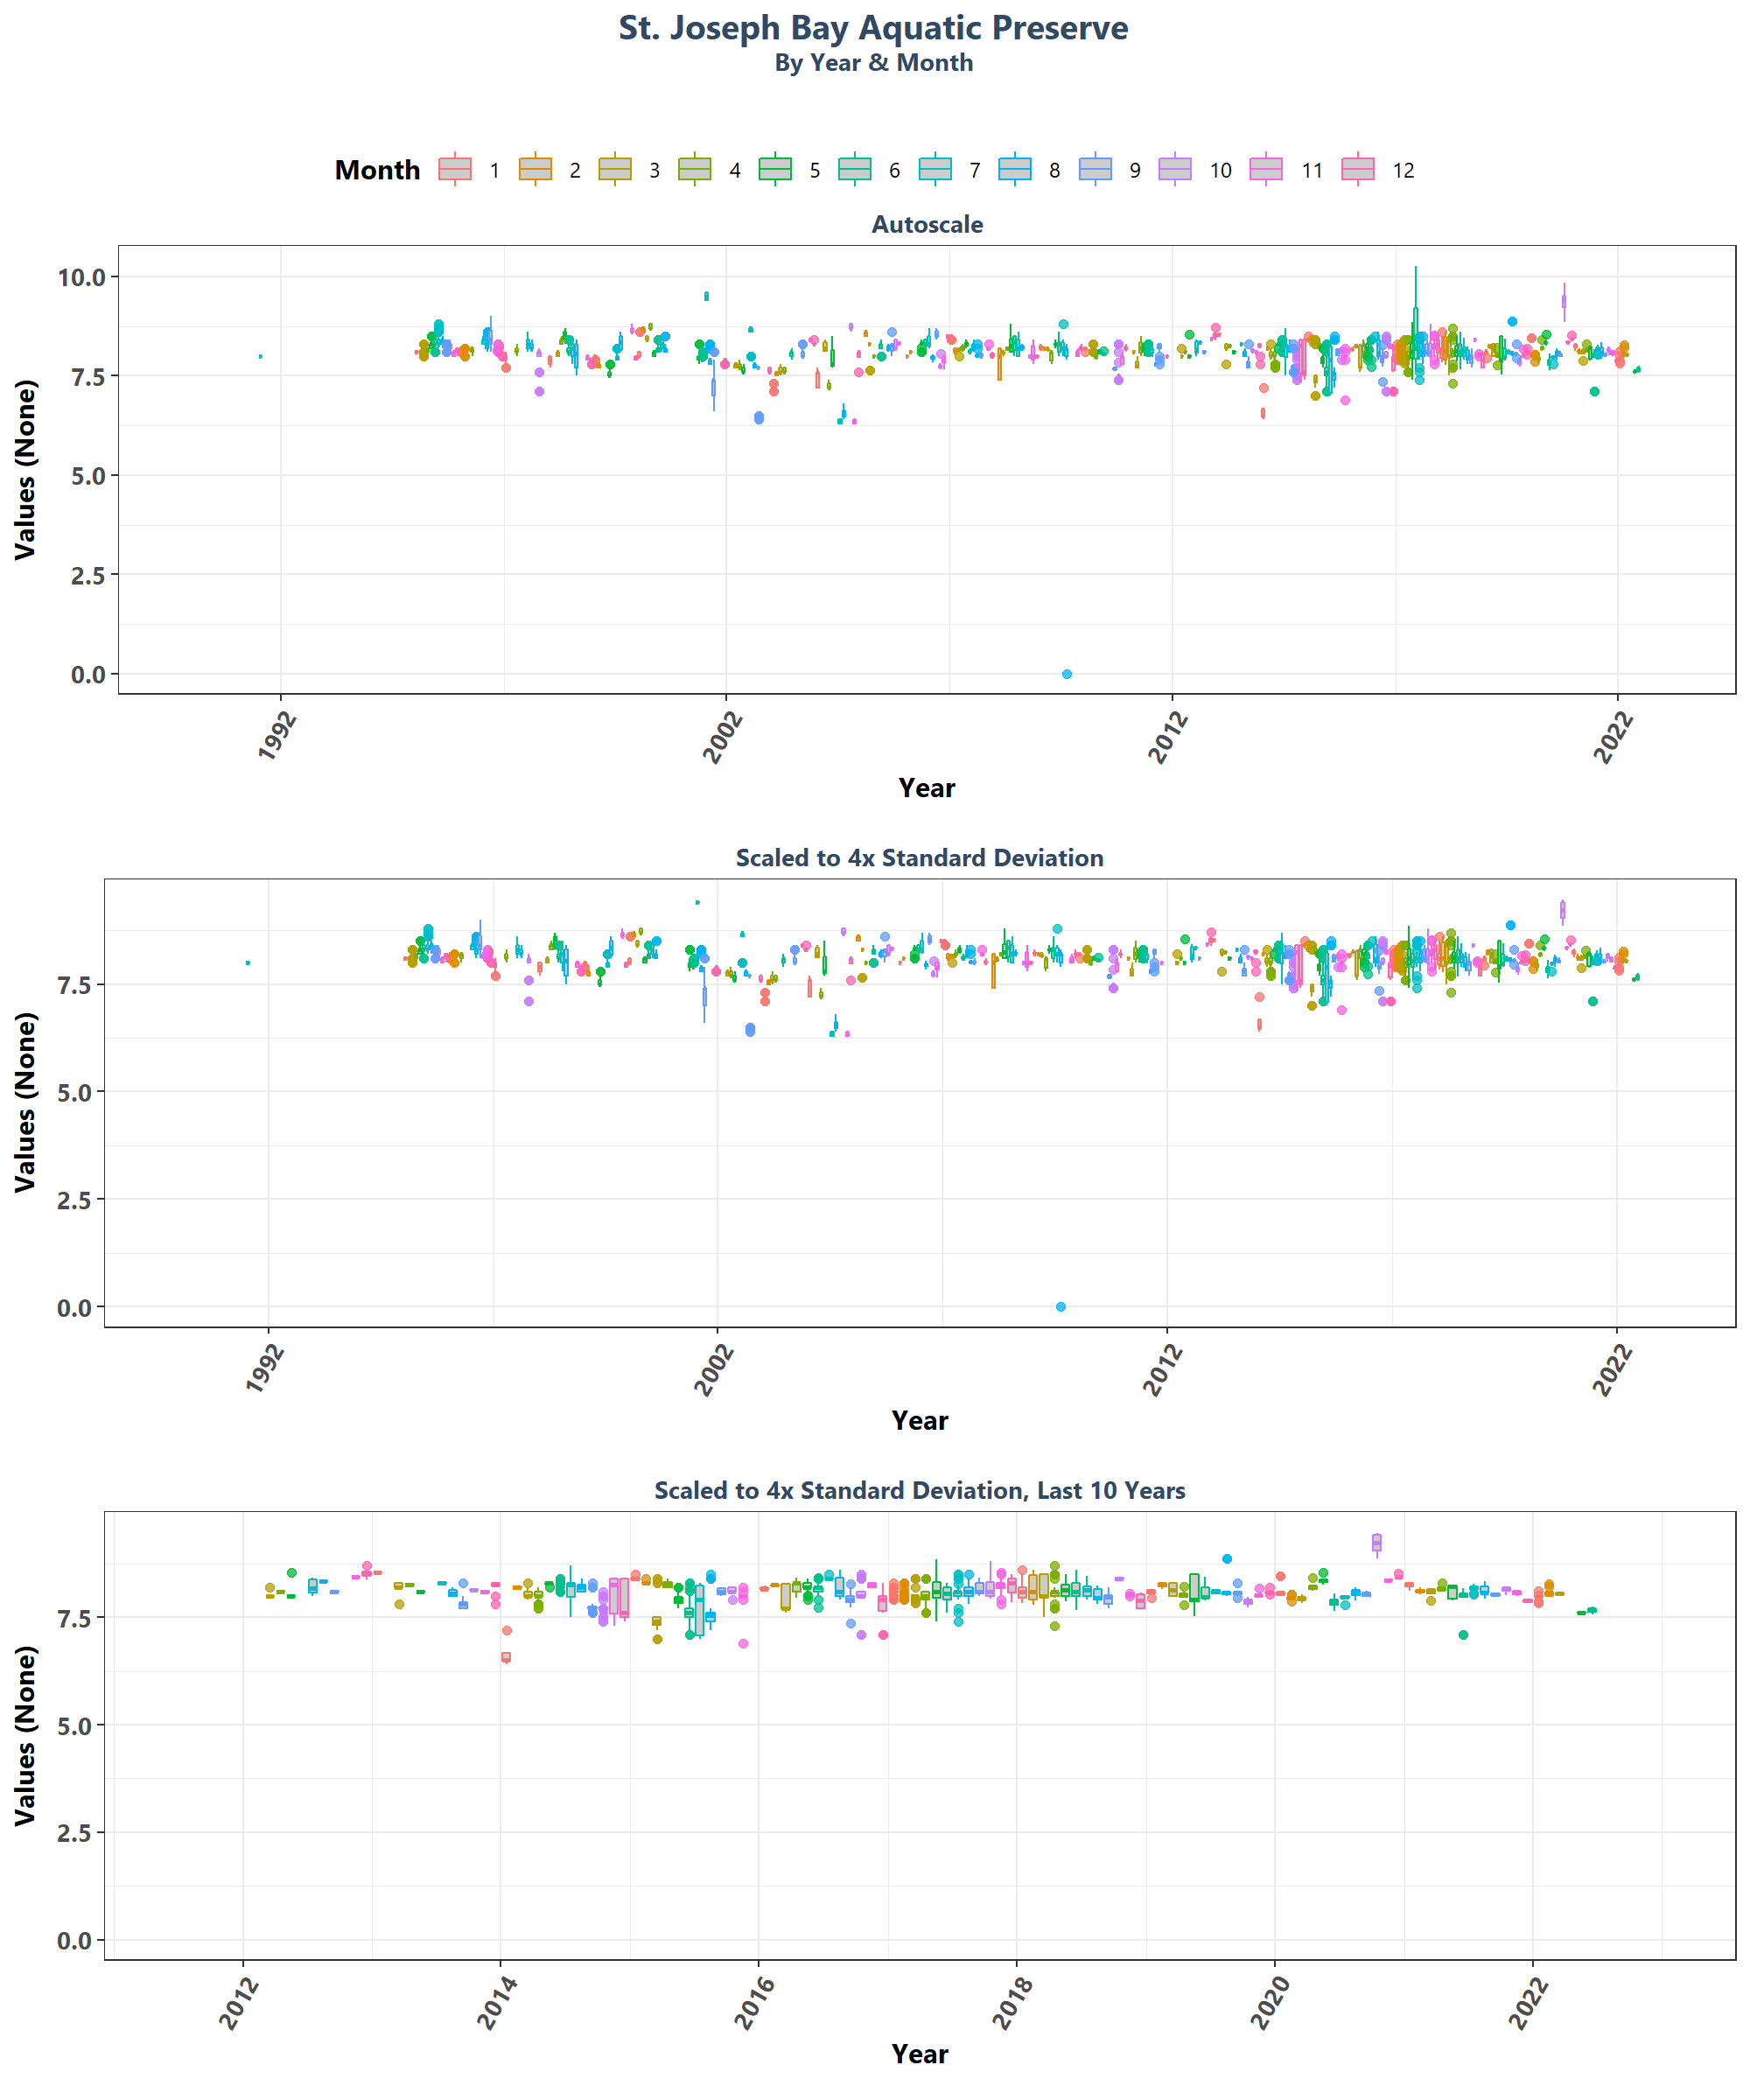 St. Joseph Bay Aquatic Preserve
By Year & Month
Month 1 2 3 4 5 6 7 8 9 10 11 12
Autoscale
Values (None)
10.0
7.5
5.0
2.5
0.0
1992 2002 2012 2022
Year
Scaled to 4x Standard Deviation
Values (None)
7.5
5.0
2.5
0.0
1992 2002 2012 2022
Year
Scaled to 4x Standard Deviation, Last 10 Years
Values (None)
7.5
5.0
2.5
0.0
2012 2014 2016 2018 2020 2022
Year